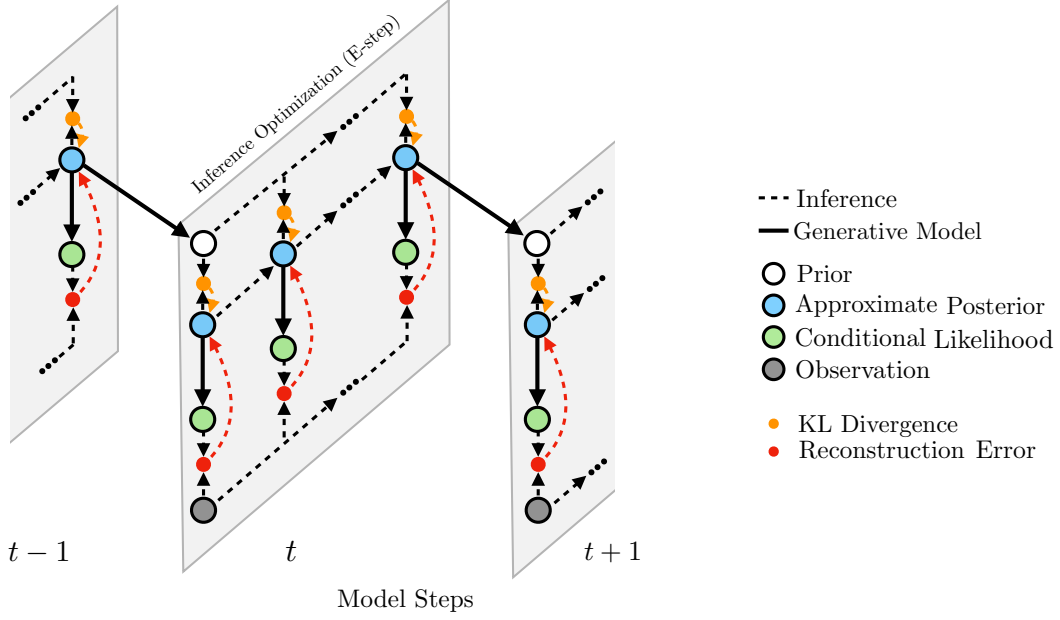 Inference Optimization (E-step)
Inference
Generative Model
Prior
Approximate Posterior
Conditional Likelihood
Observation
KL Divergence
Reconstruction Error
t − 1
t
t + 1
Model Steps